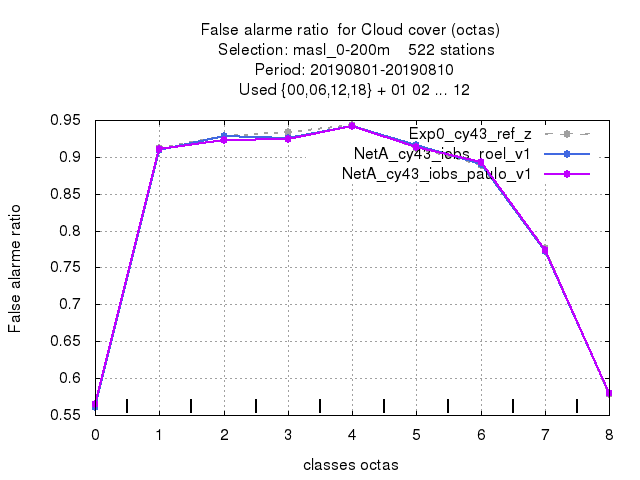 False alarme ratio  for Cloud cover (octas)
Selection: masl_0-200m    522 stations
Period: 20190801-20190810
Used {00,06,12,18} + 01 02 ... 12
0.95
0.9
0.85
0.8
0.75
0.7
0.65
0.6
0.55
False alarme ratio
Exp0_cy43_ref_z
NetA_cy43_iobs_roel_v1
NetA_cy43_iobs_paulo_v1
0 1 2 3 4 5 6 7 8
classes octas